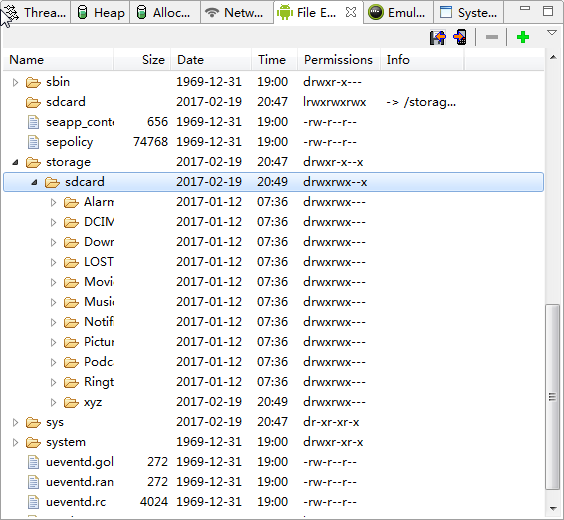 Threa... Heap Alloc... Netw... File E... Emul... Syste...
Name Size Date Time Permissions Info
sbin 1969-12-31 19:00 drwxr-x---
sdcard 2017-02-19 20:47 lrwxrwxrwx -> /storag...
seapp_conte 656 1969-12-31 19:00 -rw-r--r--
sepolicy 74768 1969-12-31 19:00 -rw-r--r--
storage 2017-02-19 20:47 drwxr-x--x
sdcard 2017-02-19 20:49 drwxrwx--x
Alarm 2017-01-12 07:36 drwxrwx---
DCIM 2017-01-12 07:36 drwxrwx---
Down 2017-01-12 07:36 drwxrwx---
LOST 2017-01-12 07:36 drwxrwx---
Movi 2017-01-12 07:36 drwxrwx---
Musi 2017-01-12 07:36 drwxrwx---
Notifi 2017-01-12 07:36 drwxrwx---
Pictur 2017-01-12 07:36 drwxrwx---
Podc 2017-01-12 07:36 drwxrwx---
Ringt 2017-01-12 07:36 drwxrwx---
xyz 2017-02-19 20:49 drwxrwx---
sys 2017-02-19 20:47 dr-xr-xr-x
system 1969-12-31 19:00 drwxr-xr-x
ueventd.gol 272 1969-12-31 19:00 -rw-r--r--
ueventd.ran 272 1969-12-31 19:00 -rw-r--r--
ueventd.rc 4024 1969-12-31 19:00 -rw-r--r--